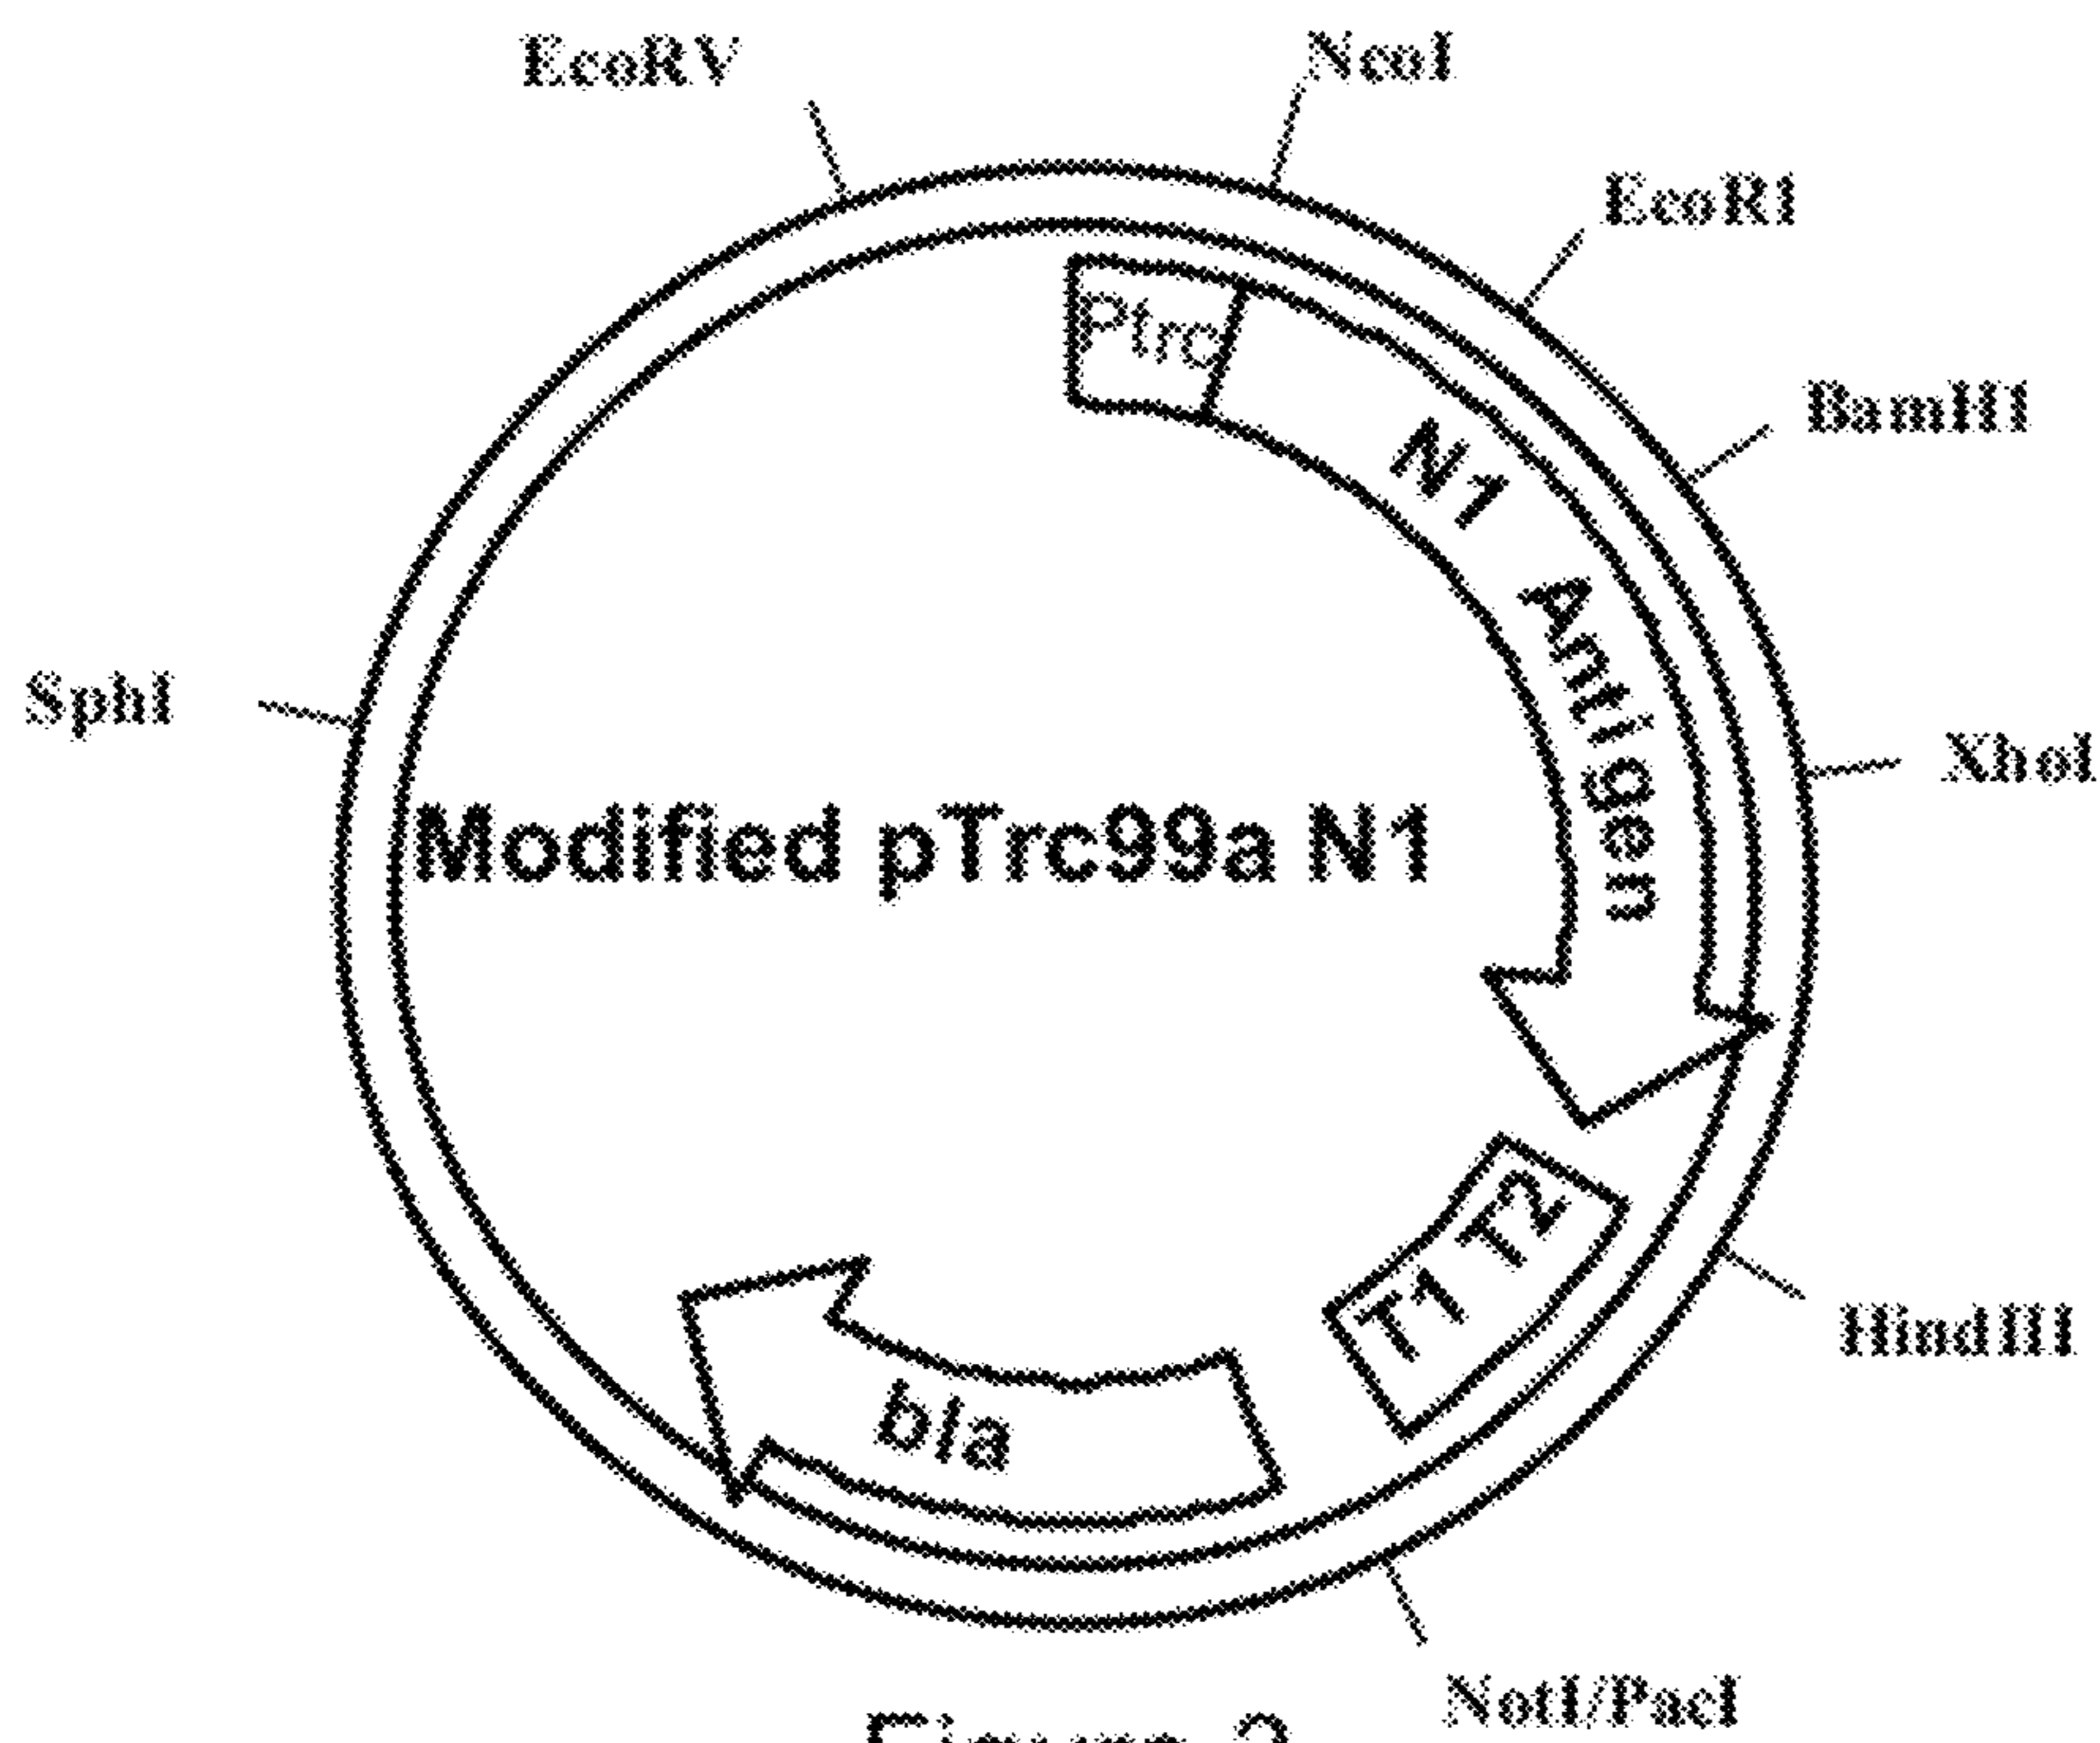 EcoRV
NcoI
EcoRI
BamHI
XhoI
HindIII
NotI/PacI
SphI
Ptrc
N1 Antigen
T1 T2
bla
Modified pTrc99a N1